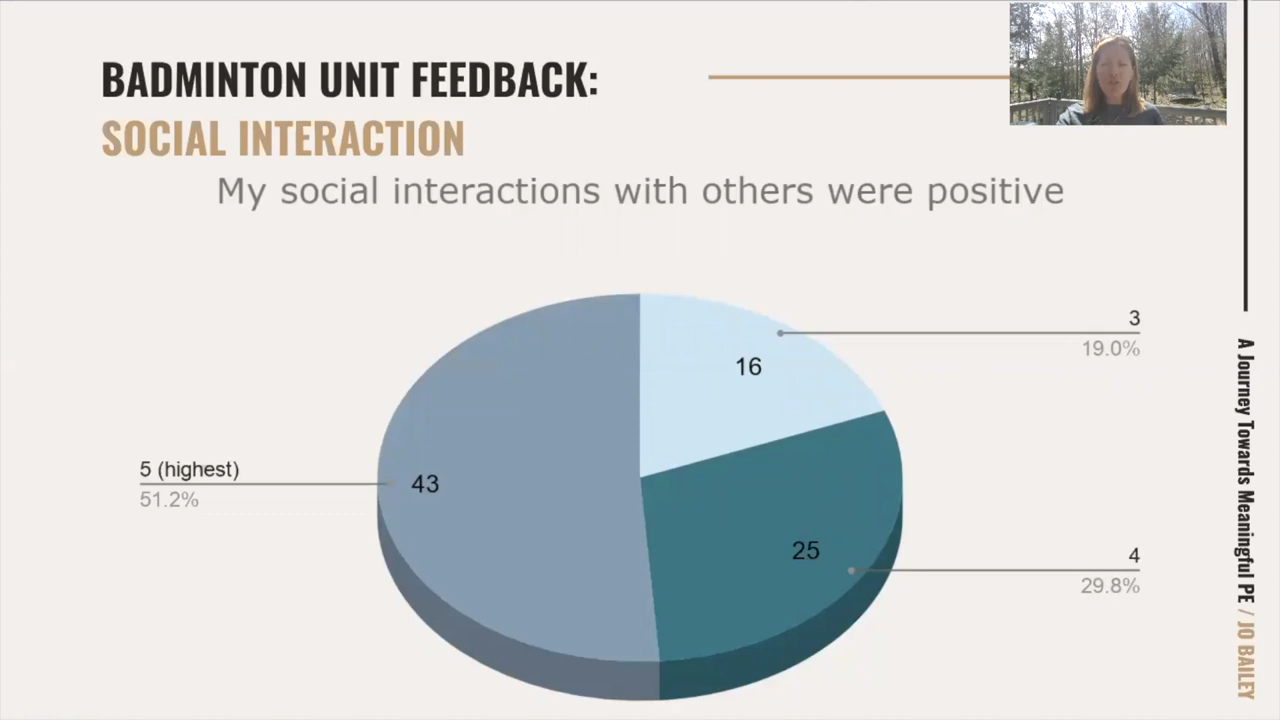 BADMINTON UNIT FEEDBACK:
SOCIAL INTERACTION
My social interactions with others were positive
3
19.0%
16
5 (highest)
51.2%
43
25
4
29.8%
A Journey Towards Meaningful PE / JO BAILEY